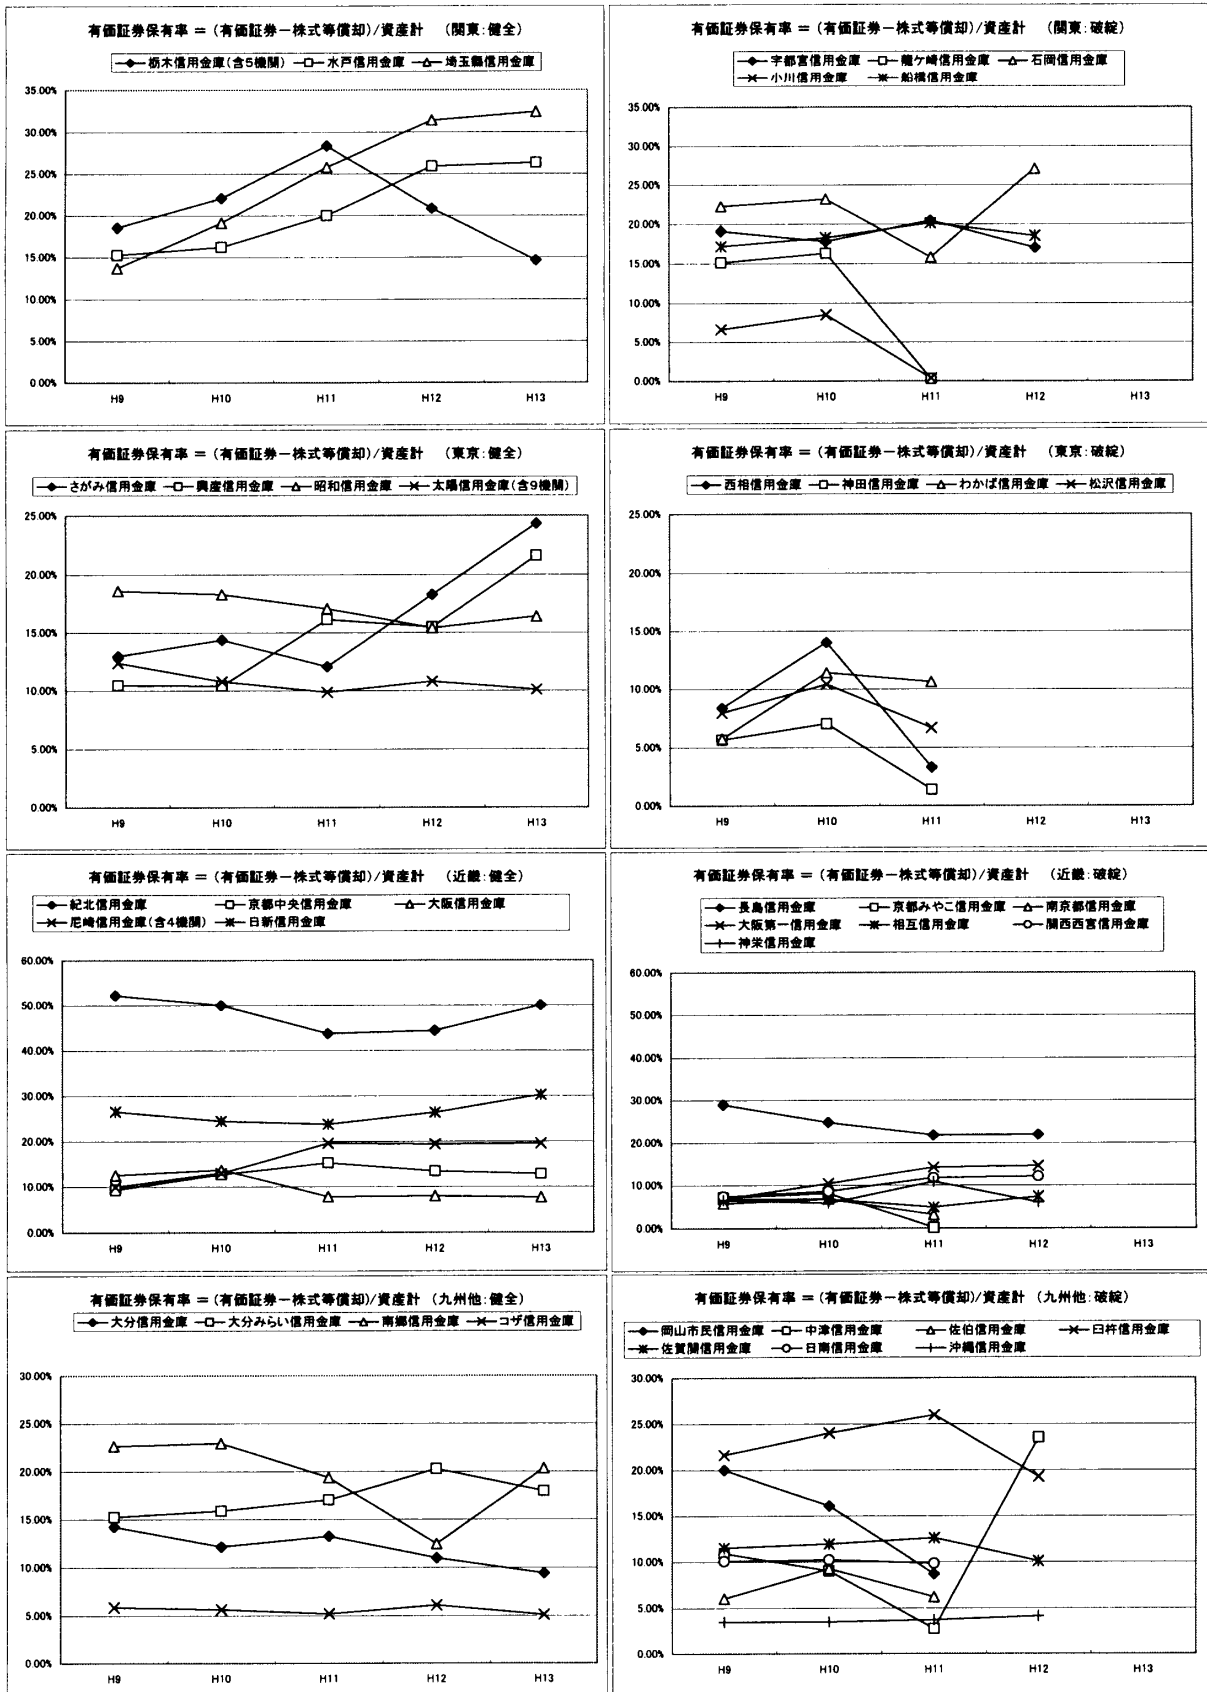 有価証券保有率 = (有価証券－株式等償却)/資産計 (関東:健全)
栃木信用金庫(含5機関) 水戸信用金庫 埼玉縣信用金庫
35.00%
30.00%
25.00%
20.00%
15.00%
10.00%
5.00%
0.00%
H9 H10 H11 H12 H13
有価証券保有率 = (有価証券－株式等償却)/資産計 (関東:破綻)
宇都宮信用金庫 龍ケ崎信用金庫 石岡信用金庫
小川信用金庫 船橋信用金庫
35.00%
30.00%
25.00%
20.00%
15.00%
10.00%
5.00%
0.00%
H9 H10 H11 H12 H13
有価証券保有率 = (有価証券－株式等償却)/資産計 (東京:健全)
さがみ信用金庫 興産信用金庫 昭和信用金庫 太陽信用金庫(含9機関)
25.00%
20.00%
15.00%
10.00%
5.00%
0.00%
H9 H10 H11 H12 H13
有価証券保有率 = (有価証券－株式等償却)/資産計 (東京:破綻)
西相信用金庫 神田信用金庫 わかば信用金庫 松沢信用金庫
25.00%
20.00%
15.00%
10.00%
5.00%
0.00%
H9 H10 H11 H12 H13
有価証券保有率 = (有価証券－株式等償却)/資産計 (近畿:健全)
紀北信用金庫 京都中央信用金庫 大阪信用金庫
尼崎信用金庫(含4機関) 日新信用金庫
60.00%
50.00%
40.00%
30.00%
20.00%
10.00%
0.00%
H9 H10 H11 H12 H13
有価証券保有率 = (有価証券－株式等償却)/資産計 (近畿:破綻)
長島信用金庫 京都みやこ信用金庫 南京都信用金庫
大阪第一信用金庫 相互信用金庫 関西西宮信用金庫
神栄信用金庫
60.00%
50.00%
40.00%
30.00%
20.00%
10.00%
0.00%
H9 H10 H11 H12 H13
有価証券保有率 = (有価証券－株式等償却)/資産計 (九州他:健全)
大分信用金庫 大分みらい信用金庫 南郷信用金庫 コザ信用金庫
30.00%
25.00%
20.00%
15.00%
10.00%
5.00%
0.00%
H9 H10 H11 H12 H13
有価証券保有率 = (有価証券－株式等償却)/資産計 (九州他:破綻)
岡山市民信用金庫 中津信用金庫 佐伯信用金庫 臼杵信用金庫
佐賀関信用金庫 日南信用金庫 沖縄信用金庫
30.00%
25.00%
20.00%
15.00%
10.00%
5.00%
0.00%
H9 H10 H11 H12 H13